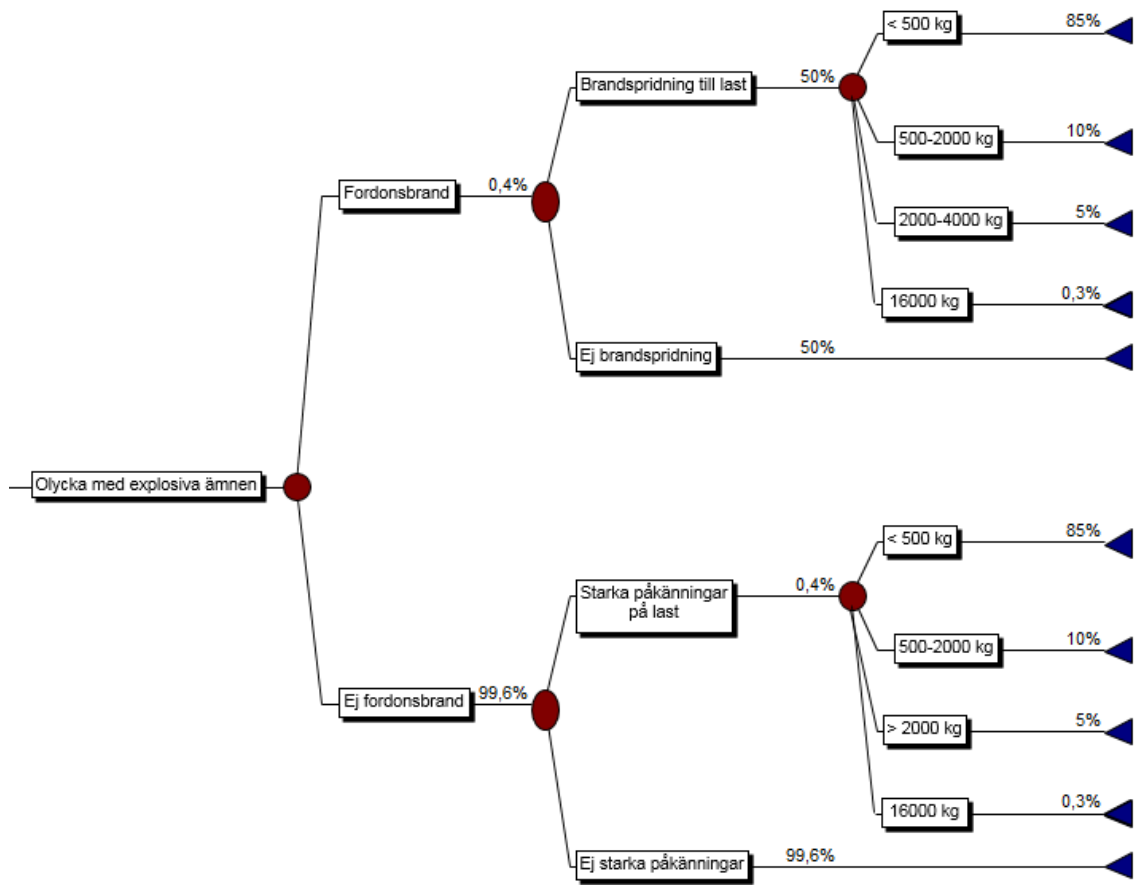 < 500 kg
85%
Brandspridning till last
50%
500-2000 kg
10%
Fordonsbrand
0,4%
2000-4000 kg
5%
16000 kg
0,3%
Ej brandspridning
50%
Olycka med explosiva ämnen
< 500 kg
85%
Starka påkänningar
på last
0,4%
500-2000 kg
10%
Ej fordonsbrand
99,6%
> 2000 kg
5%
16000 kg
0,3%
Ej starka påkänningar
99,6%